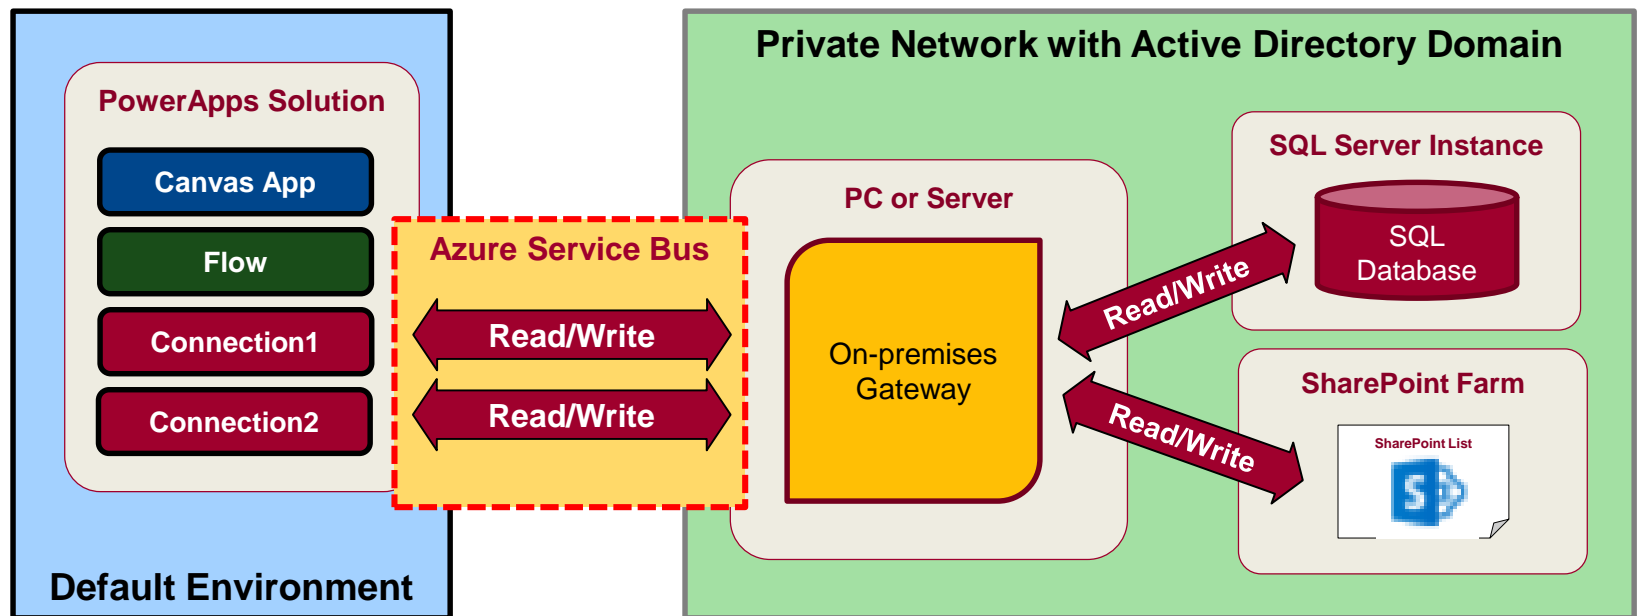 Private Network with Active Directory Domain
PowerApps Solution
Canvas App
Flow
Connection1
Connection2
Default Environment
Azure Service Bus
Read/Write
Read/Write
PC or Server
On-premises
Gateway
Read/Write
Read/Write
SQL Server Instance
SQL
Database
SharePoint Farm
SharePoint List
S